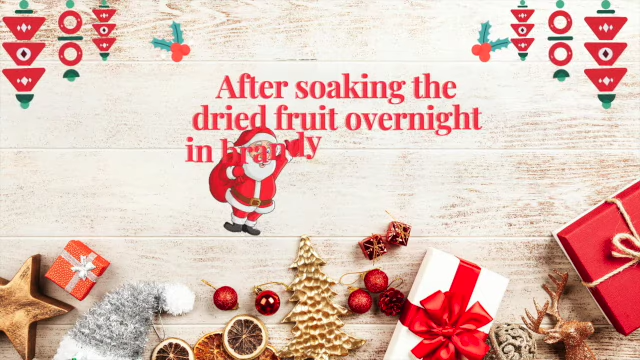 After soaking the
dried fruit overnight
in brandy